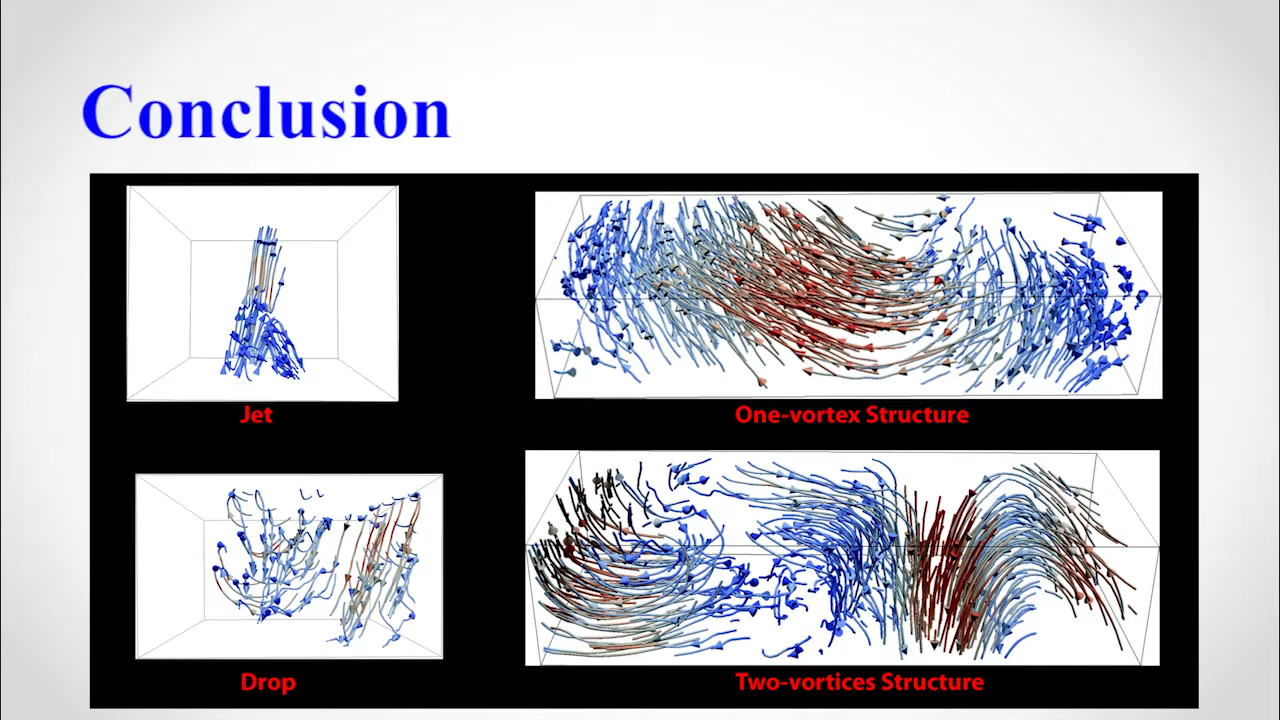 Conclusion
Jet
One-vortex Structure
Drop
Two-vortices Structure